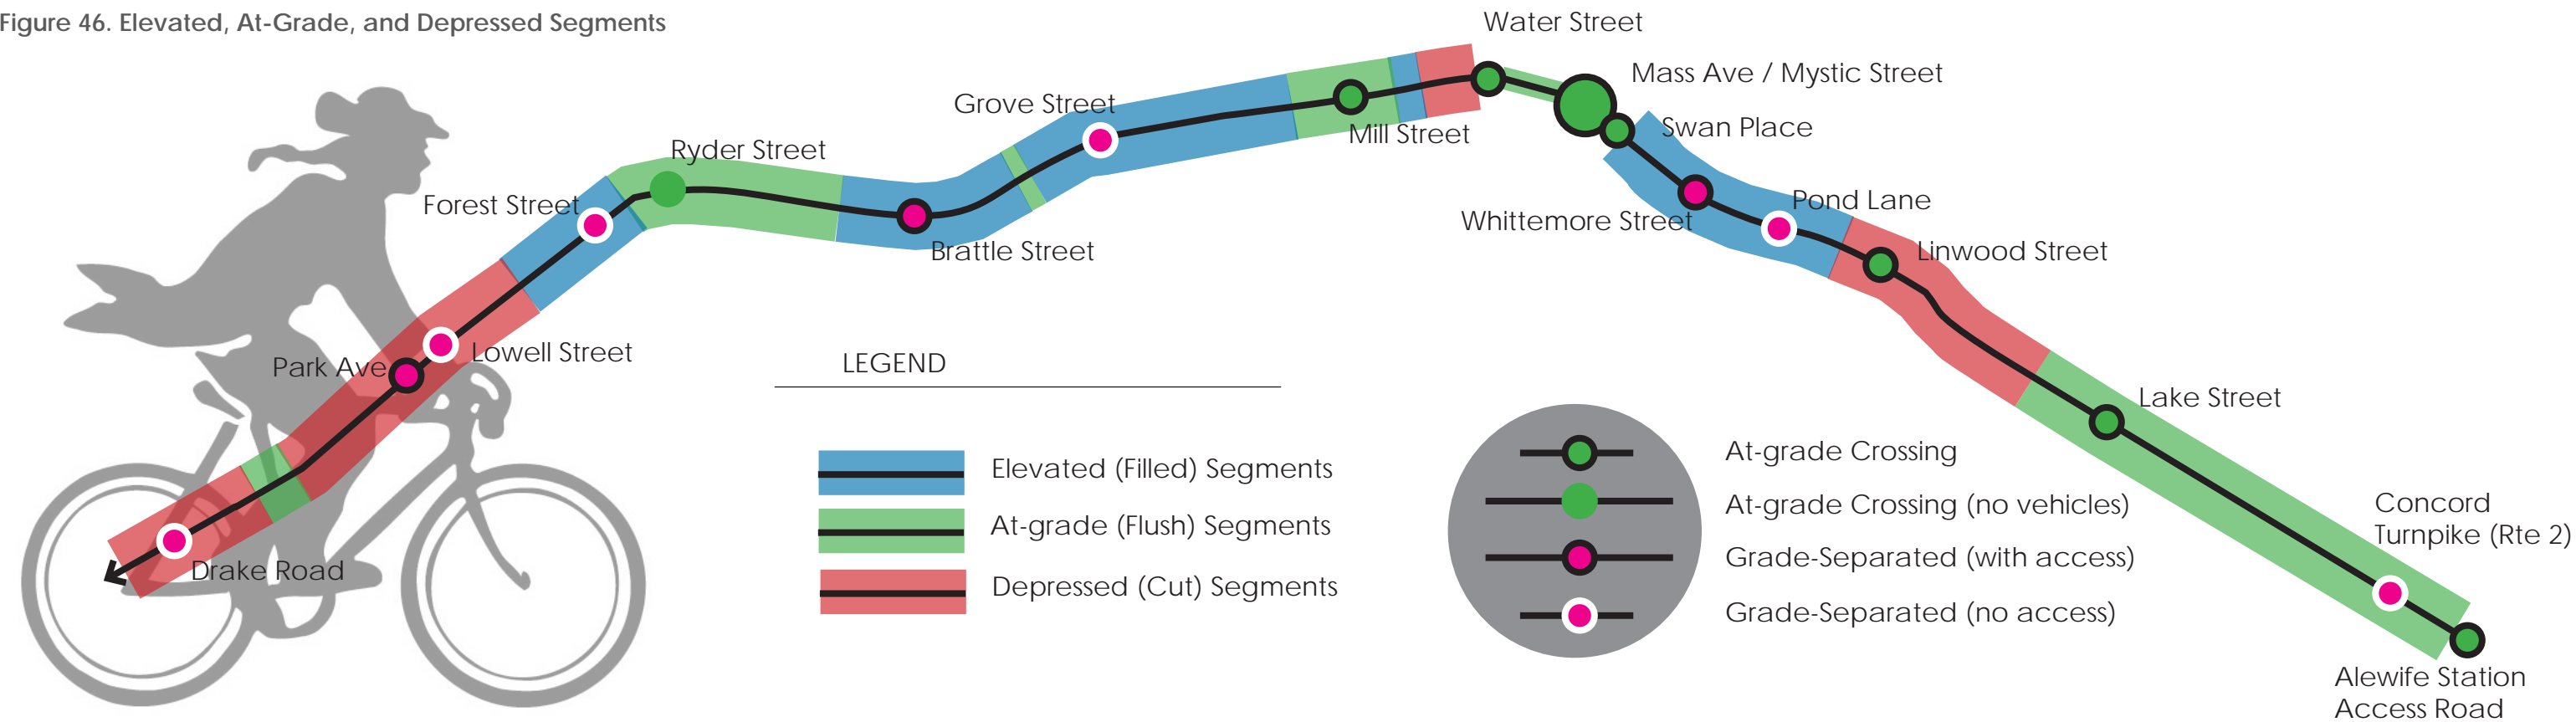 Figure 46. Elevated, At-Grade, and Depressed Segments
Water Street
Mass Ave / Mystic Street
Grove Street
Swan Place
Mill Street
Ryder Street
Forest Street
Pond Lane
Whittemore Street
Brattle Street
Linwood Street
Lowell Street
Park Ave
LEGEND
Lake Street
Elevated (Filled) Segments
At-grade (Flush) Segments
Depressed (Cut) Segments
At-grade Crossing
At-grade Crossing (no vehicles)
Grade-Separated (with access)
Grade-Separated (no access)
Concord
Turnpike (Rte 2)
Drake Road
Alewife Station
Access Road